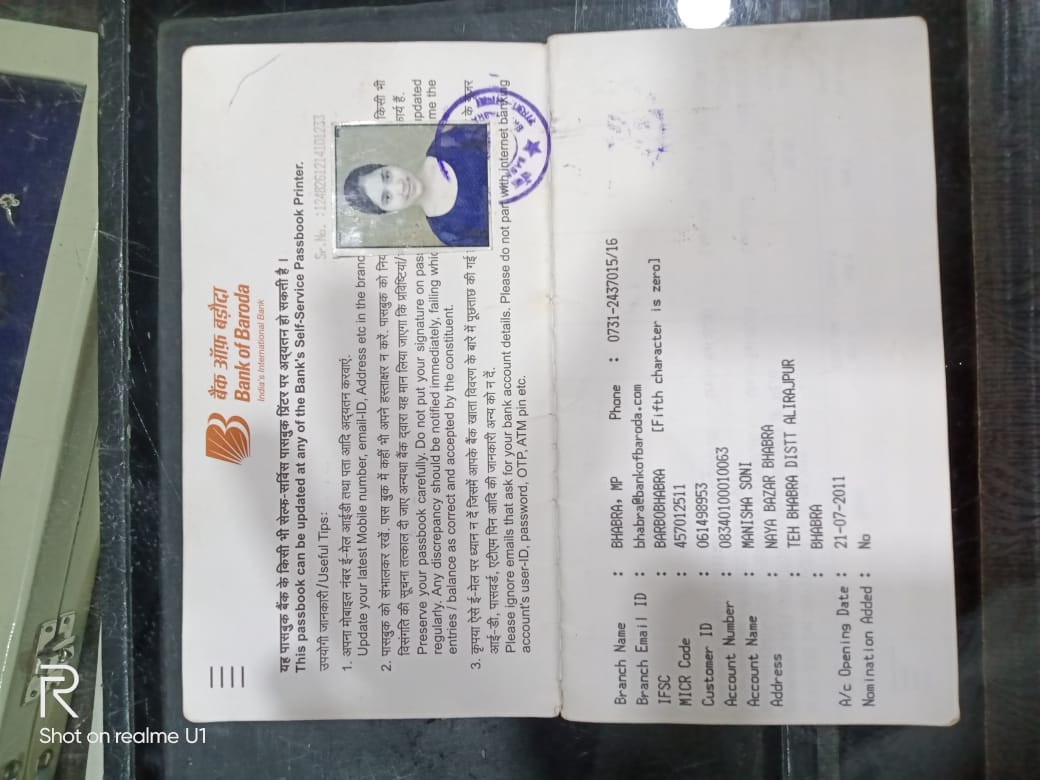 Shot on realme U1
बैंक ऑफ़ बड़ौदा
Bank of Baroda
India's International Bank
यह पासबुक बैंक के किसी भी सेल्फ-सर्विस पासबुक प्रिंटर पर अद्यतन हो सकती है ।
This passbook can be updated at any of the Bank's Self-Service Passbook Printer.
उपयोगी जानकारी/Useful Tips:
Sr.No. :1248261214101233
1. अपना मोबाइल नंबर ई-मेल आईडी तथा पता आदि अद्यतन करवाएं.
Update your latest Mobile number, email-ID, Address etc in the branc
2. पासबुक को संभालकर रखें. पास बुक में कहीं भी अपने हस्ताक्षर न करें. पासबुक को निय किसी भी
विसंगति की सूचना तत्काल दी जाए अन्यथा बैंक द्वारा यह मान लिया जाएगा कि प्रविष्टियां/ कार्य हैं.
Preserve your passbook carefully. Do not put your signature on pas updated
regularly. Any discrepancy should be notified immediately, failing whic me the
entries / balance as correct and accepted by the constituent.
3. कृपया ऐसे ई-मेल पर ध्यान न दें जिसमें आपके बैंक खाता विवरण के बारे में पूछताछ की गई के
आई-डी, पासवर्ड, एटीएम पिन आदि की जानकारी अन्य को न दें.
Please ignore emails that ask for your bank account details. Please do not part with internet banking
account's user-ID, password, OTP, ATM pin etc.
Branch Name : BHABRA, MP Phone : 0731-2437015/16
Branch Email ID : bhabra@bankofbaroda.com
IFSC : BARBOBHABRA [Fifth character is zero]
MICR Code : 457012511
Customer ID : 061498953
Account Number : 08340100010063
Account Name : MANISHA SONI
Address : NAYA BAZAR BHABRA
: TEH BHABRA DISTT ALIRAJPUR
: BHABRA
A/c Opening Date : 21-07-2011
Nomination Added : No